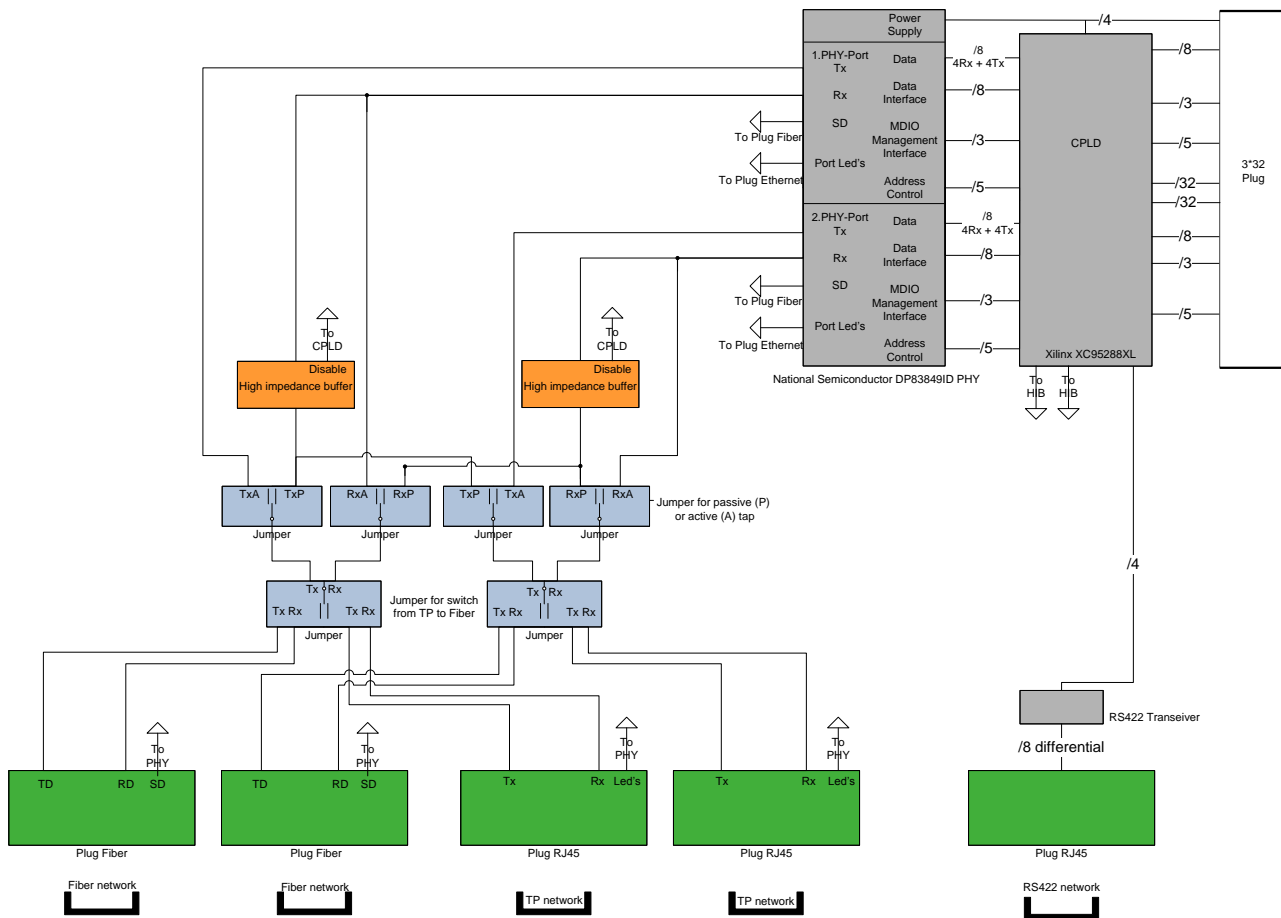 Power
Supply
/4
1.PHY-Port
Tx
Data
/8
4Rx + 4Tx
/8
Rx
Data
Interface
/8
/3
SD
To Plug Fiber
MDIO
Management
Interface
/3
CPLD
/5
3*32
Plug
Port Led's
To Plug Ethernet
Address
Control
/5
/32
/32
2.PHY-Port
Tx
Data
/8
4Rx + 4Tx
/8
Rx
Data
Interface
/8
/3
SD
To Plug Fiber
MDIO
Management
Interface
/3
/5
Port Led's
To Plug Ethernet
Address
Control
/5
Xilinx XC95288XL
National Semiconductor DP83849ID PHY
To
HIB
To
HIB
To
CPLD
Disable
High impedance buffer
To
CPLD
Disable
High impedance buffer
TxA TxP
Jumper
RxA RxP
Jumper
TxP TxA
Jumper
RxP RxA
Jumper
Jumper for passive (P)
or active (A) tap
/4
Tx Rx
Tx Rx Tx Rx
Jumper
Jumper for switch
from TP to Fiber
Tx Rx
Tx Rx Tx Rx
Jumper
RS422 Transeiver
/8 differential
To
PHY
To
PHY
To
PHY
To
PHY
TD RD SD
Plug Fiber
TD RD SD
Plug Fiber
Tx Rx Led's
Plug RJ45
Tx Rx Led's
Plug RJ45
Plug RJ45
Fiber network
Fiber network
TP network
TP network
RS422 network